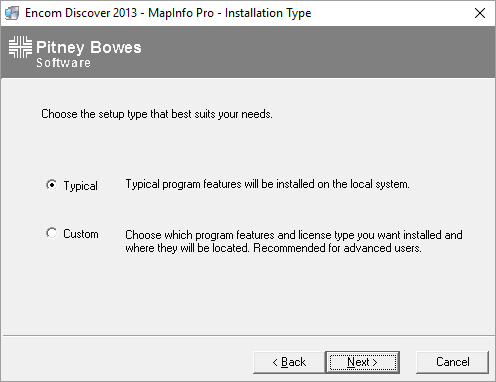 Encom Discover 2013 - MapInfo Pro - Installation Type
Pitney Bowes
Software
Choose the setup type that best suits your needs.
Typical
Typical program features will be installed on the local system.
Custom
Choose which program features and license type you want installed and
where they will be located. Recommended for advanced users.
< Back
Next >
Cancel